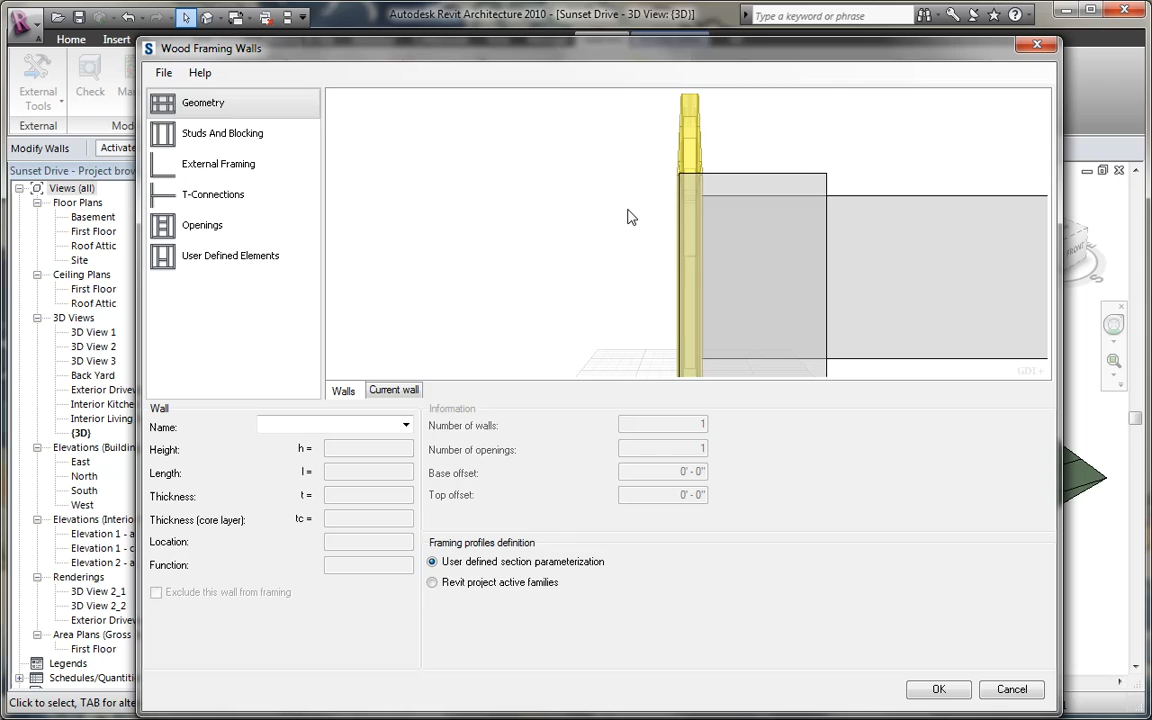 Autodesk Revit Architecture 2010 - [Sunset Drive - 3D View: {3D}]
Type a keyword or phrase
Home
Insert
External
Tools
Check
External
Modify Walls
Activate
Sunset Drive - Project brow
Views (all)
Floor Plans
Basement
First Floor
Roof Attic
Site
Ceiling Plans
First Floor
Roof Attic
3D Views
3D View 1
3D View 2
3D View 3
Back Yard
Exterior Drivew
Interior Kitche
Interior Living
{3D}
Elevations (Buildin
East
North
South
West
Elevations (Interio
Elevation 1 - a
Elevation 1 - c
Elevation 2 - a
Renderings
3D View 2_1
3D View 2_2
Exterior Drivew
Area Plans (Gross
First Floor
Legends
Schedules/Quantiti
Click to select, TAB for alte
Wood Framing Walls
File
Help
Geometry
Studs And Blocking
External Framing
T-Connections
Openings
User Defined Elements
FRONT
S
GDI+
Walls
Current wall
Wall
Name:
Height: h =
Length: l =
Thickness: t =
Thickness (core layer): tc =
Location:
Function:
Exclude this wall from framing
Information
Number of walls: 1
Number of openings: 1
Base offset: 0' - 0"
Top offset: 0' - 0"
Framing profiles definition
User defined section parameterization
Revit project active families
OK
Cancel